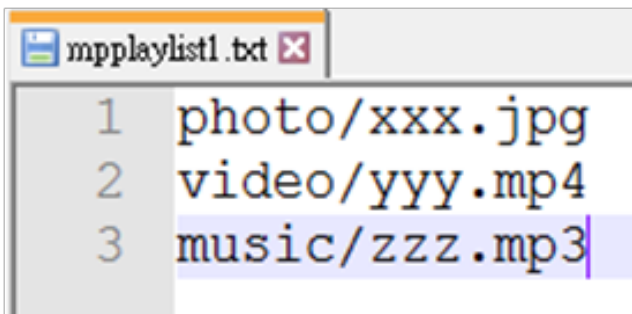 mpplaylist1.txt
1 photo/xxx.jpg
2 video/yyy.mp4
3 music/zzz.mp3